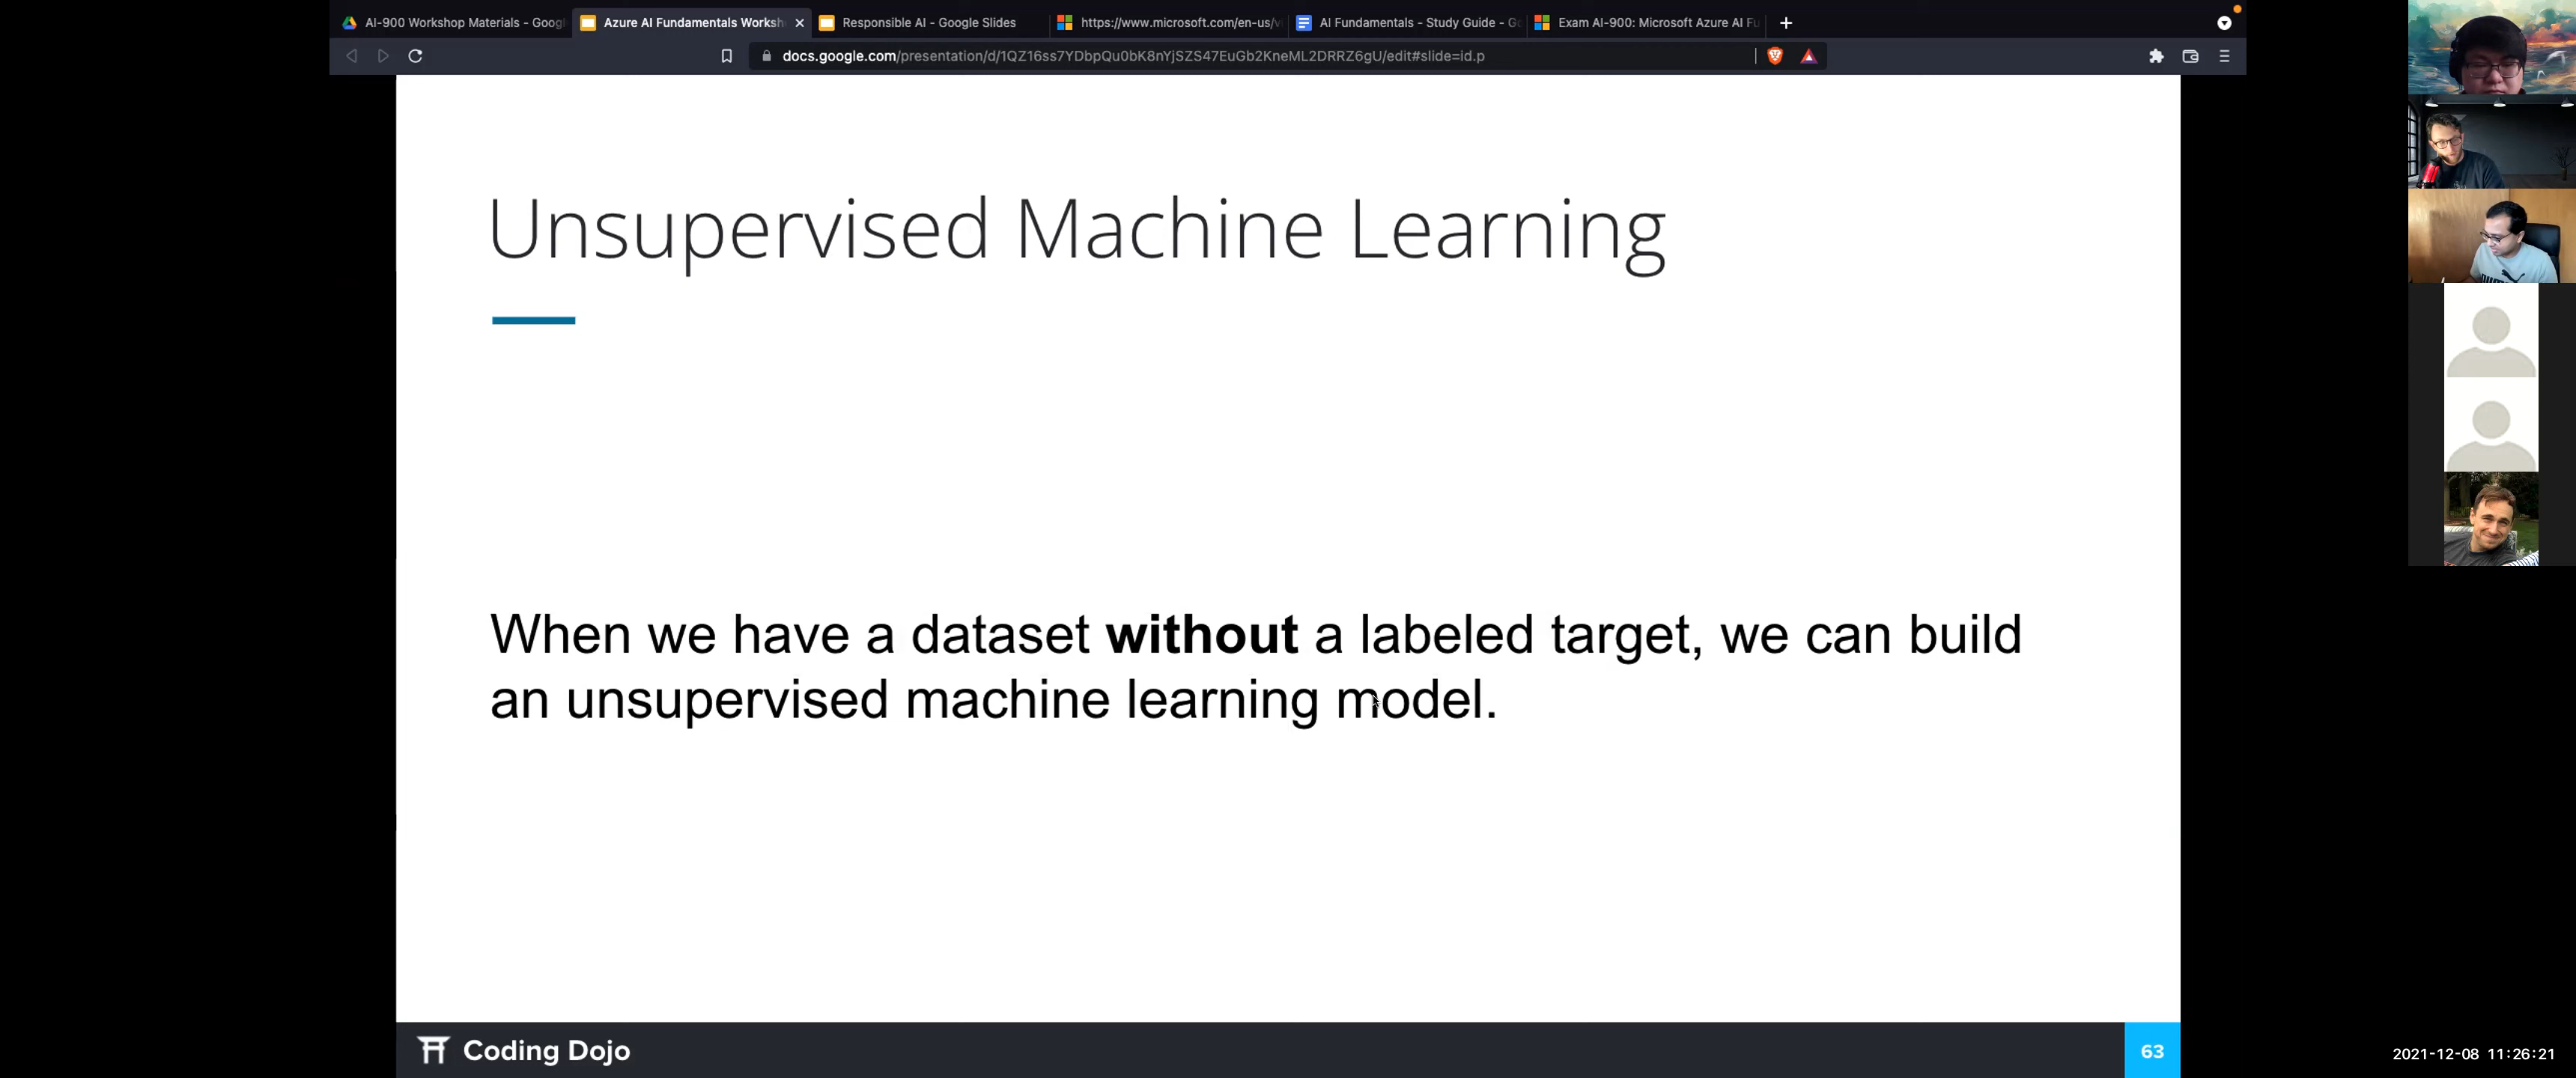 AI-900 Workshop Materials - Googl
Azure AI Fundamentals Worksh
Responsible AI - Google Slides
https://www.microsoft.com/en-us/vi
AI Fundamentals - Study Guide - Go
Exam AI-900: Microsoft Azure AI Fu
docs.google.com/presentation/d/1QZ16ss7YDbpQu0bK8nYjSZS47EuGb2KneML2DRRZ6gU/edit#slide=id.p
Unsupervised Machine Learning
When we have a dataset without a labeled target, we can build
an unsupervised machine learning model.
Coding Dojo
63
2021-12-08 11:26:21